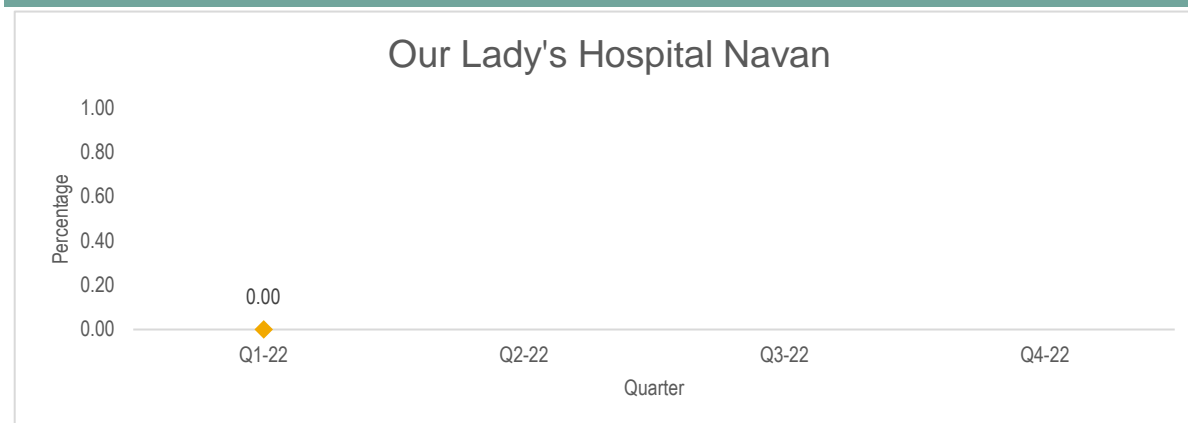 Our Lady's Hospital Navan
1.00
0.80
0.60
0.40
0.20
0.00
Percentage
0.00
Q1-22 Q2-22 Q3-22 Q4-22
Quarter